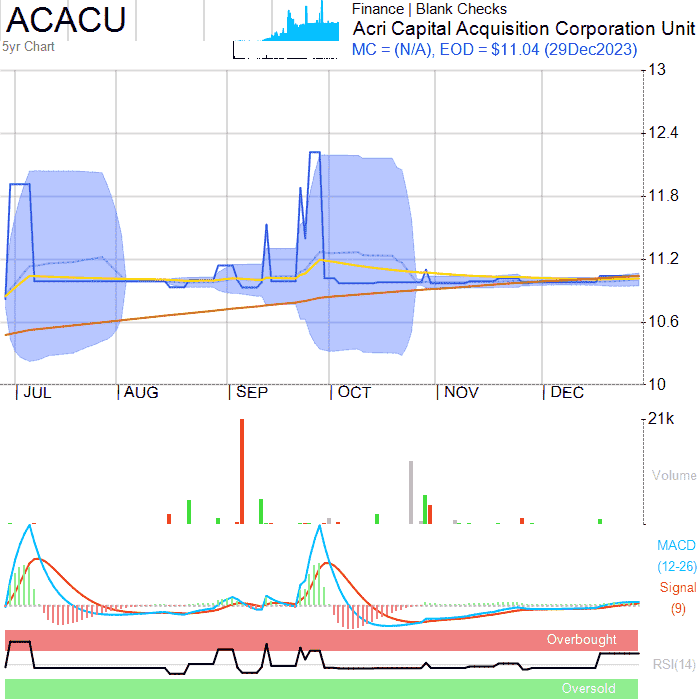 ACACU
5yr Chart
Finance | Blank Checks
Acri Capital Acquisition Corporation Unit
MC = (N/A), EOD = $11.04 (29Dec2023)
13
12.4
11.8
11.2
10.6
10
JUL
AUG
SEP
OCT
NOV
DEC
21k
Volume
MACD
(12-26)
Signal
(9)
Overbought
RSI(14)
Oversold